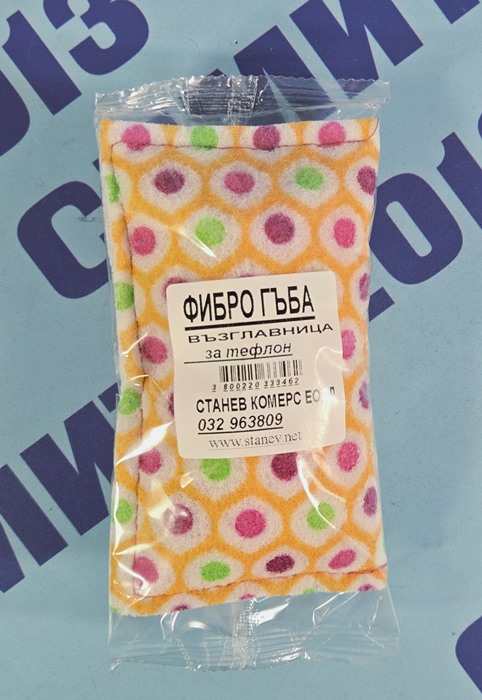 ФИБРО ГЪБА
ВЪЗГЛАВНИЦА
за тефлон
3 800220 333462
СТАНЕВ КОМЕРС
032 963809
www.stanev.net